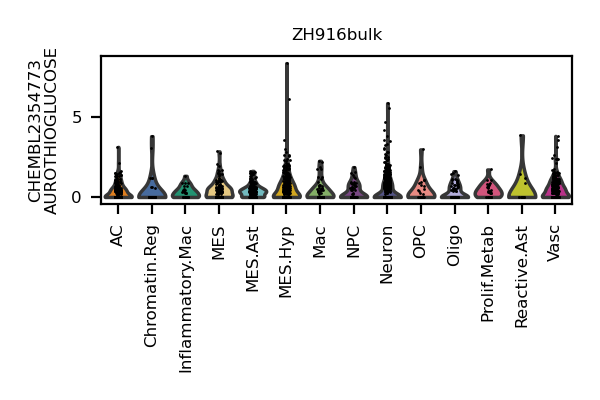 ZH916bulk
CHEMBL2354773
AUROTHIOGLUCOSE
5
0
AC
Chromatin.Reg
Inflammatory.Mac
MES
MES.Ast
MES.Hyp
Mac
NPC
Neuron
OPC
Oligo
Prolif.Metab
Reactive.Ast
Vasc